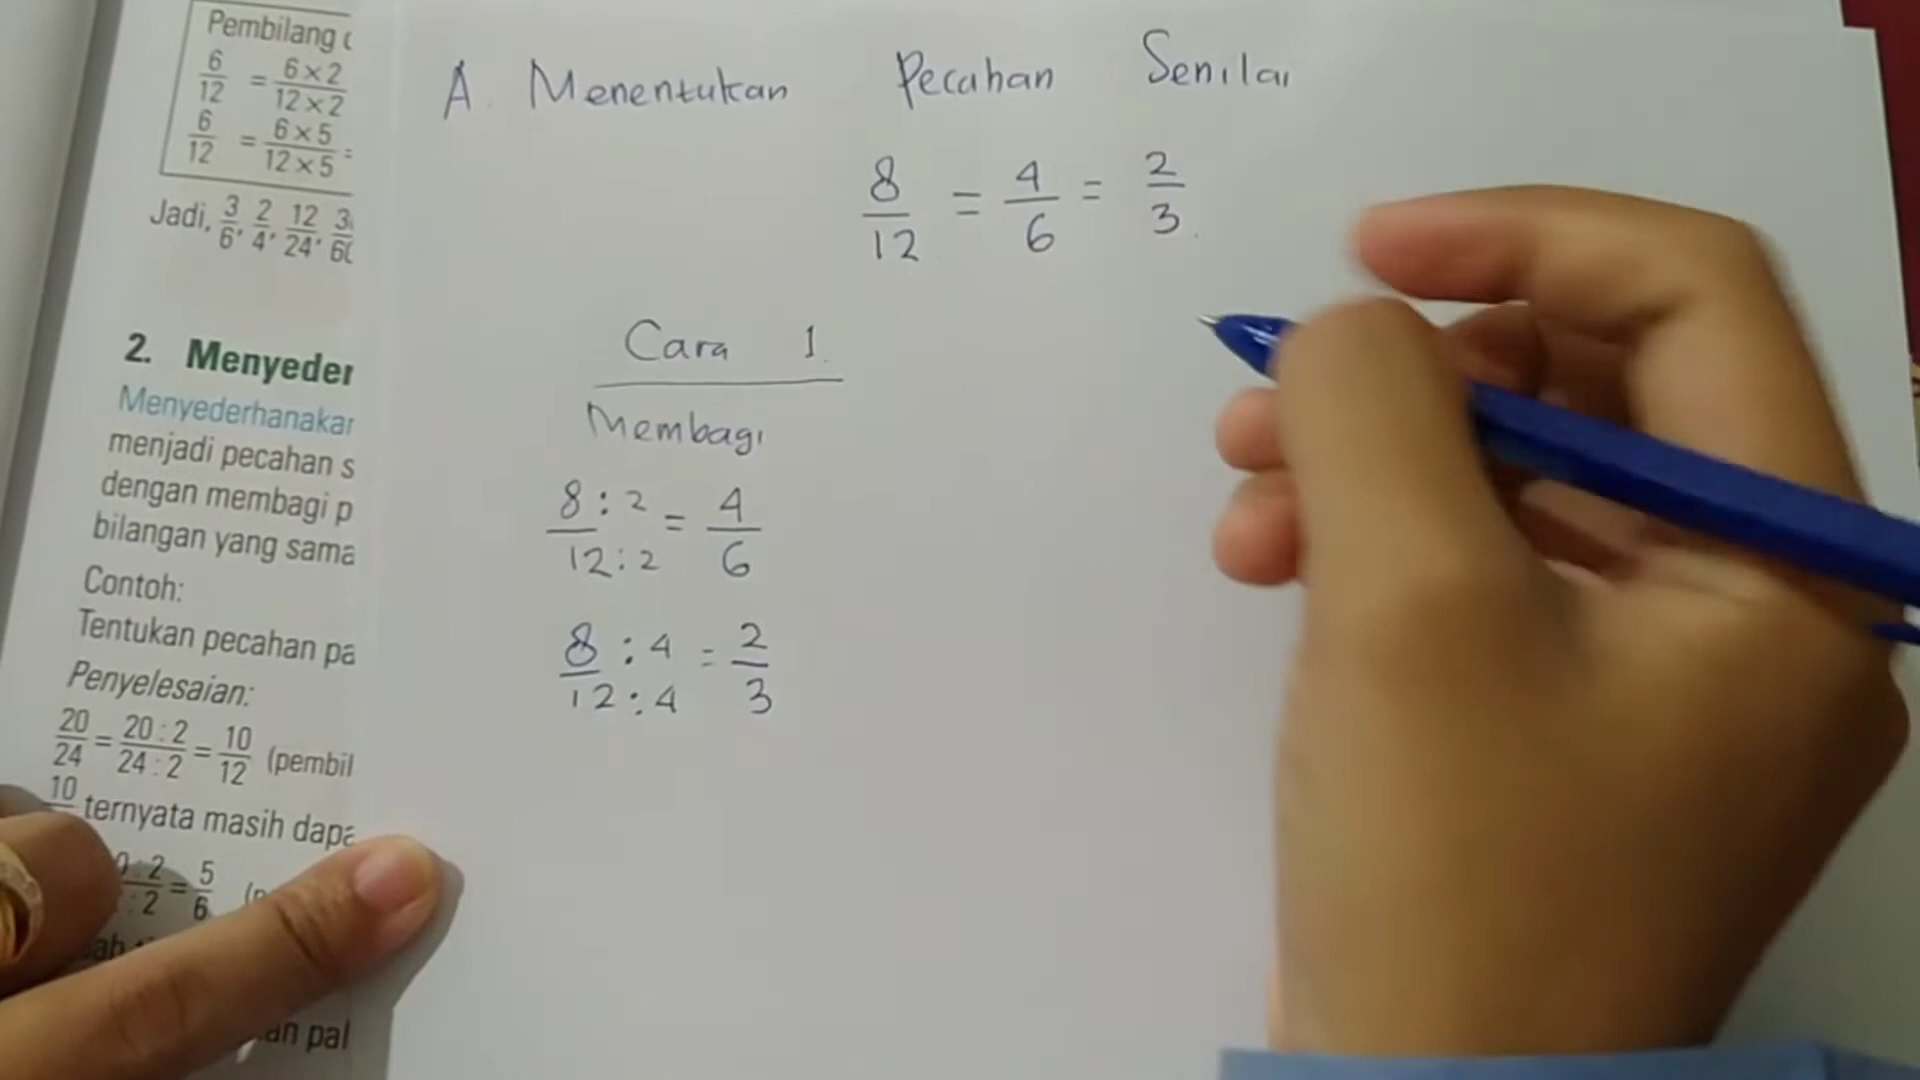 Pembilang
6/12 = 6 × 2/12 × 2
6/12 = 6 × 5/12 × 5 =
Jadi, 3/6, 2/4, 12/24,
2. Menyeder
Menyederhanakan
menjadi pecahan s
dengan membagi p
bilangan yang sama
Contoh:
Tentukan pecahan pa
Penyelesaian:
20/24 = 20 : 2/24 : 2 = 10/12 (pembil
10 ternyata masih dapa
: 2/: 2 = 5/6
an pal
A. Menentukan Pecahan Senilai
8/12 = 4/6 = 2/3
Cara 1.
Membagi
8 : 2/12 : 2 = 4/6
8 : 4/12 : 4 = 2/3